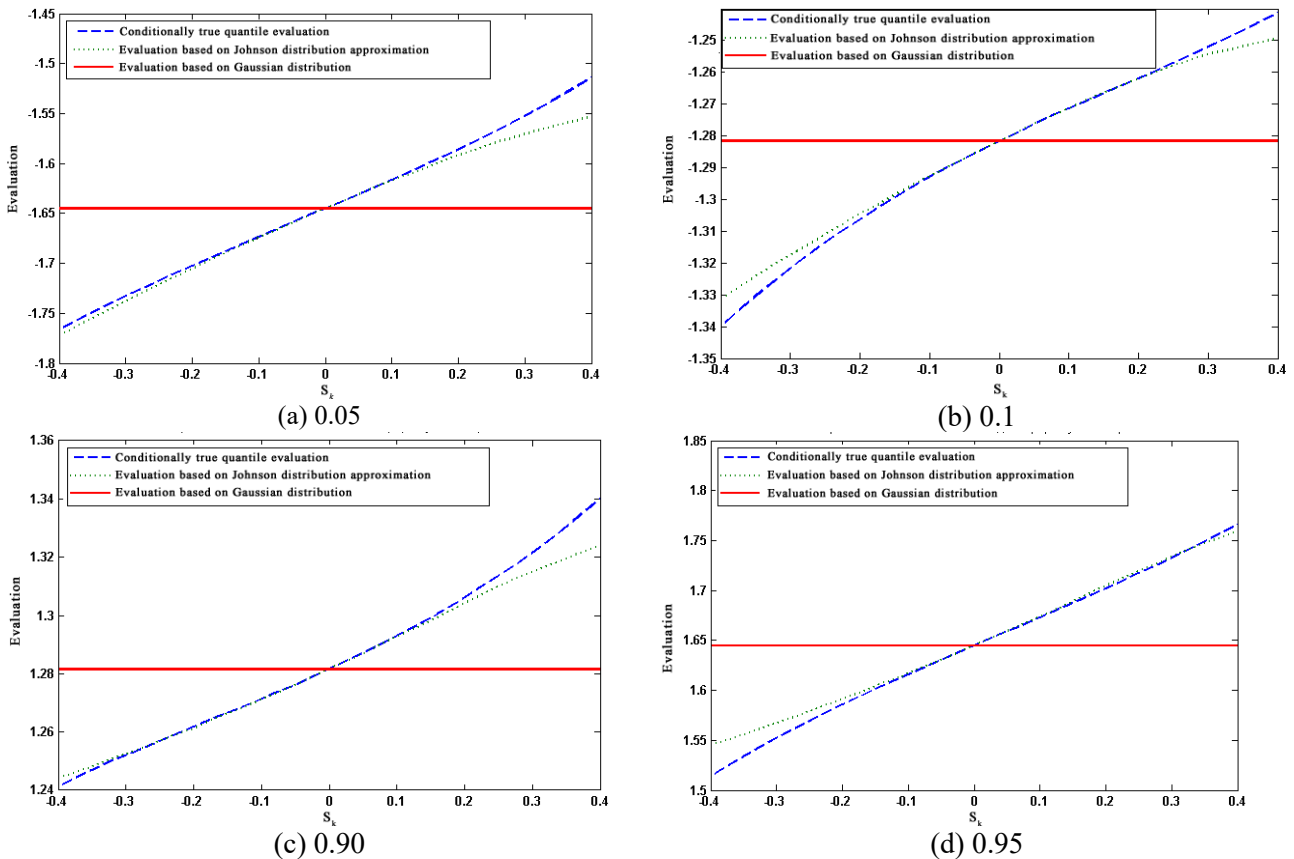 Conditionally true quantile evaluation
Evaluation based on Johnson distribution approximation
Evaluation based on Gaussian distribution
Evaluation
-1.4
-1.45
-1.5
-1.55
-1.6
-1.65
-1.7
-1.75
-1.8
-0.4 -0.3 -0.2 -0.1 0 0.1 0.2 0.3 0.4
S_k
(a) 0.05
Conditionally true quantile evaluation
Evaluation based on Johnson distribution approximation
Evaluation based on Gaussian distribution
Evaluation
-1.25
-1.26
-1.27
-1.28
-1.29
-1.3
-1.31
-1.32
-1.33
-1.34
-1.35
-0.4 -0.3 -0.2 -0.1 0 0.1 0.2 0.3 0.4
S_k
(b) 0.1
Conditionally true quantile evaluation
Evaluation based on Johnson distribution approximation
Evaluation based on Gaussian distribution
Evaluation
1.36
1.34
1.32
1.3
1.28
1.26
1.24
-0.4 -0.3 -0.2 -0.1 0 0.1 0.2 0.3 0.4
S_k
(c) 0.90
Conditionally true quantile evaluation
Evaluation based on Johnson distribution approximation
Evaluation based on Gaussian distribution
Evaluation
1.85
1.8
1.75
1.7
1.65
1.6
1.55
1.5
-0.4 -0.3 -0.2 -0.1 0 0.1 0.2 0.3 0.4
S_k
(d) 0.95